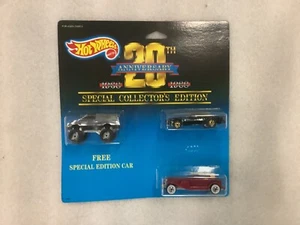 HOT WHEELS
20TH
ANNIVERSARY
1968 1988
SPECIAL COLLECTOR'S EDITION
FREE
SPECIAL EDITION CAR